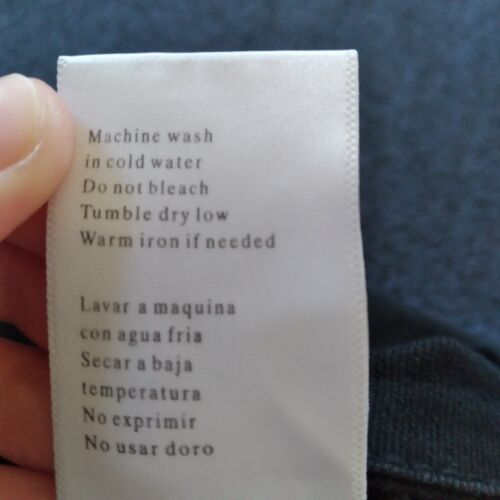 Machine wash
in cold water
Do not bleach
Tumble dry low
Warm iron if needed
Lavar a maquina
con agua fria
Secar a baja
temperatura
No exprimir
No usar doro